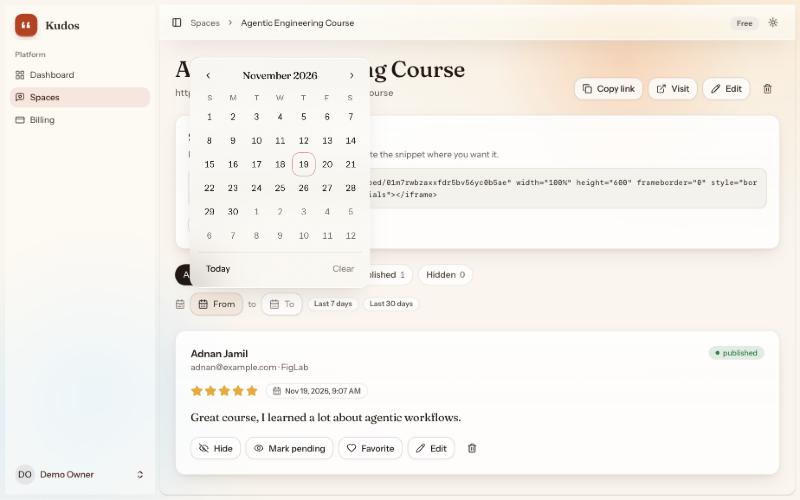 Kudos
Platform
Dashboard
Spaces
Billing
DO Demo Owner
Spaces > Agentic Engineering Course
Free
ng Course
ourse
Copy link
Visit
Edit
te the snippet where you want it.
bed/01m7rwbzaxxfdr5bv56yc0b5ae" width="100%" height="600" frameborder="0" style="bor
ials"></iframe>
November 2026
S M T W T F S
1 2 3 4 5 6 7
8 9 10 11 12 13 14
15 16 17 18 19 20 21
22 23 24 25 26 27 28
29 30 1 2 3 4 5
6 7 8 9 10 11 12
Today Clear
blished 1
Hidden 0
From to To Last 7 days Last 30 days
Adnan Jamil
published
adnan@example.com · FigLab
Nov 19, 2026, 9:07 AM
Great course, I learned a lot about agentic workflows.
Hide
Mark pending
Favorite
Edit